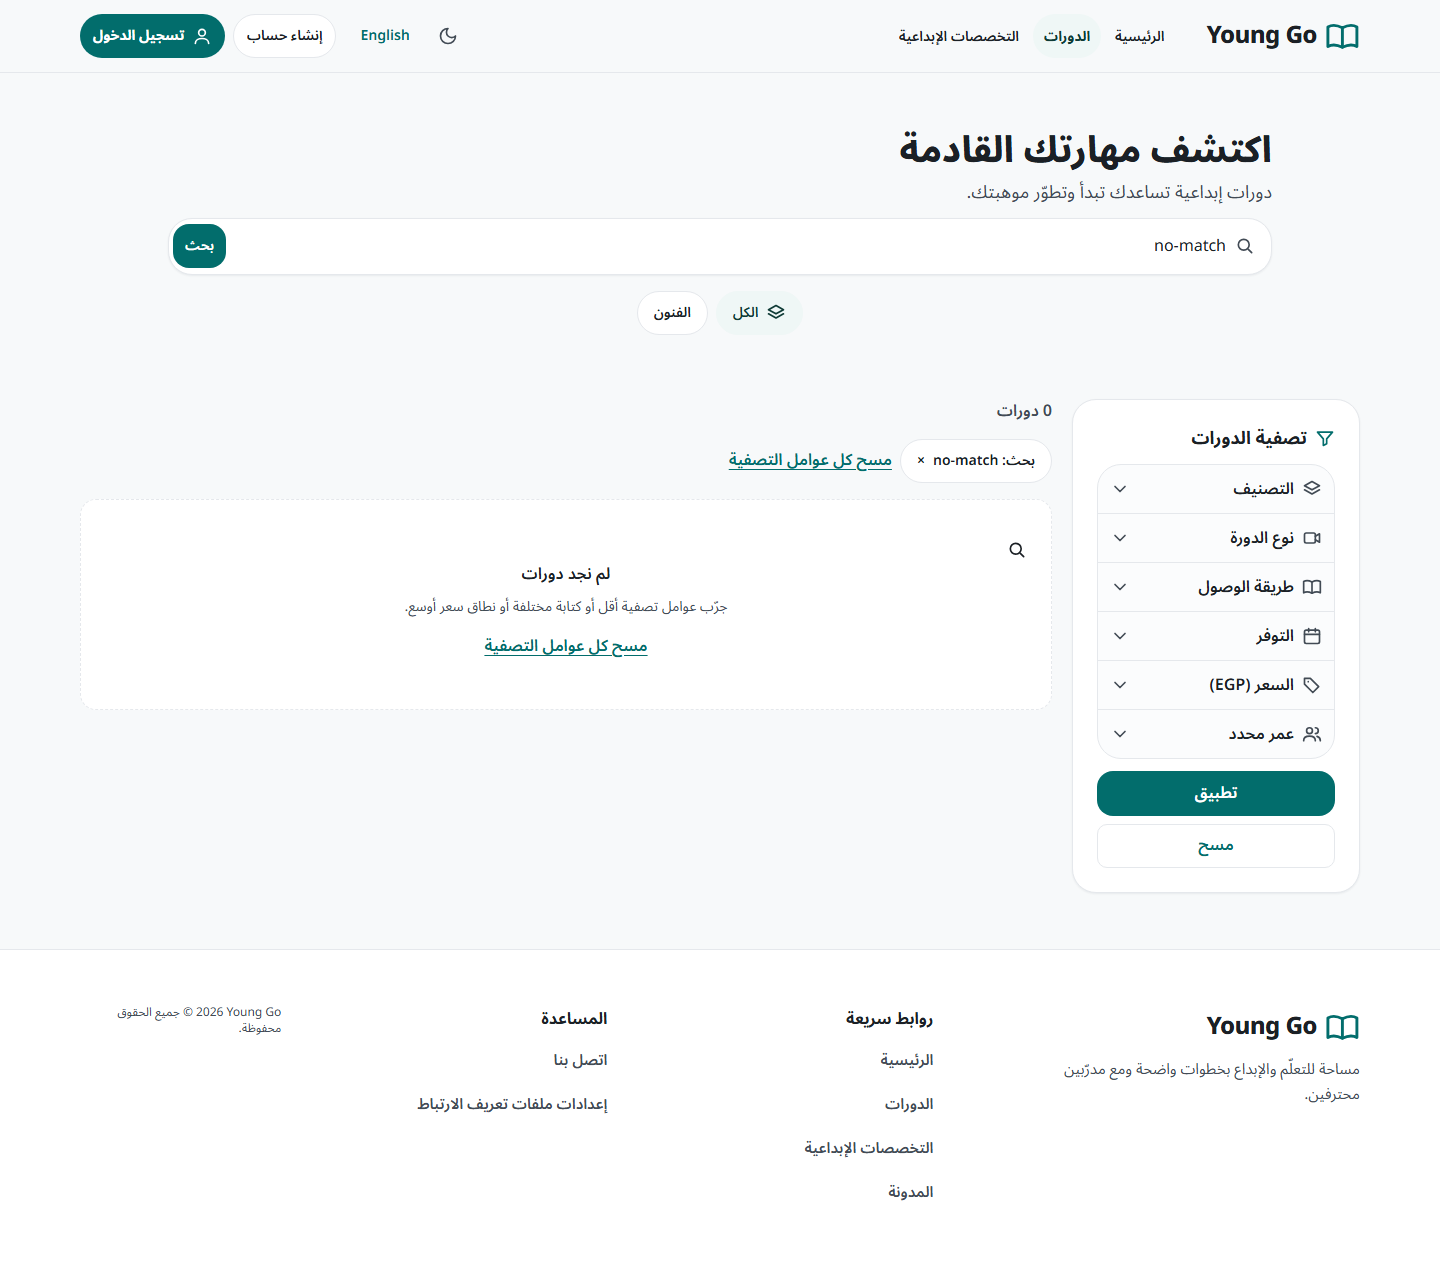 Young Go
الرئيسية
الدورات
التخصصات الإبداعية
English
إنشاء حساب
تسجيل الدخول
اكتشف مهارتك القادمة
دورات إبداعية تساعدك تبدأ وتطوّر موهبتك.
no-match
بحث
الكل
الفنون
تصفية الدورات
التصنيف
نوع الدورة
طريقة الوصول
التوفر
السعر (EGP)
عمر محدد
تطبيق
مسح
0 دورات
بحث: no-match ×
مسح كل عوامل التصفية
لم نجد دورات
جرّب عوامل تصفية أقل أو كتابة مختلفة أو نطاق سعر أوسع.
مسح كل عوامل التصفية
Young Go
مساحة للتعلّم والإبداع بخطوات واضحة ومع مدرّبين
محترفين.
روابط سريعة
الرئيسية
الدورات
التخصصات الإبداعية
المدونة
المساعدة
اتصل بنا
إعدادات ملفات تعريف الارتباط
Young Go 2026 © جميع الحقوق
محفوظة.